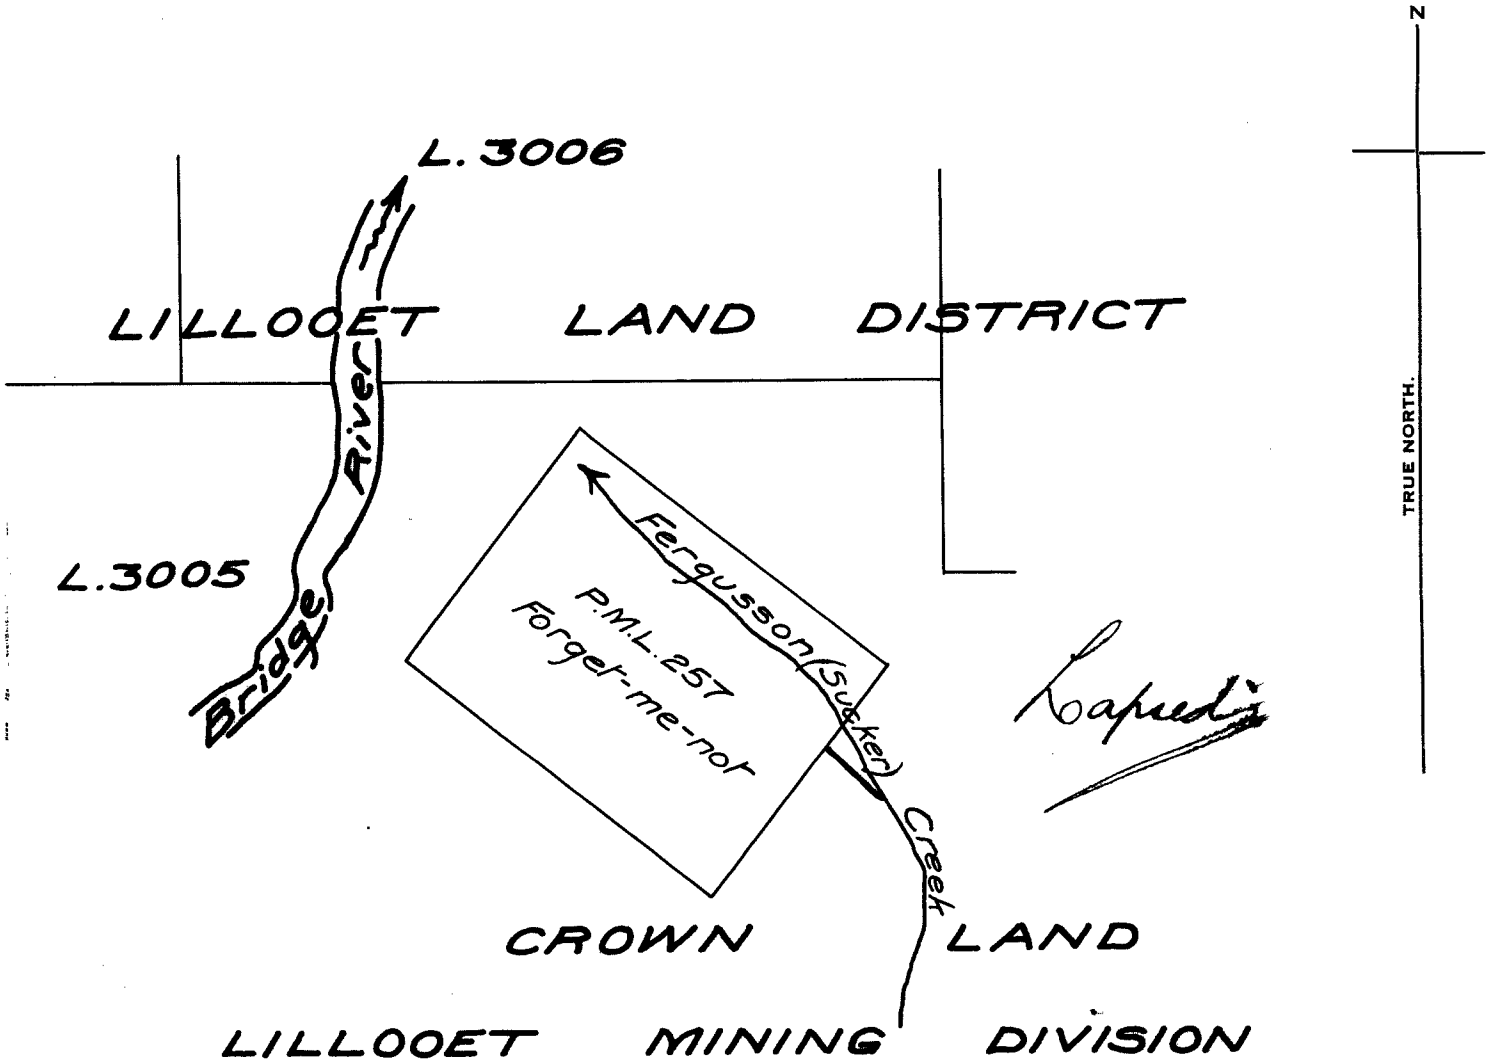 N
L. 3006
LILLOOET LAND DISTRICT
TRUE NORTH.
Bridge River
L.3005
Fergusson (Sucker) Creek
P.M.L. 257
Forget-me-not
Lapsed
CROWN LAND
LILLOOET MINING DIVISION